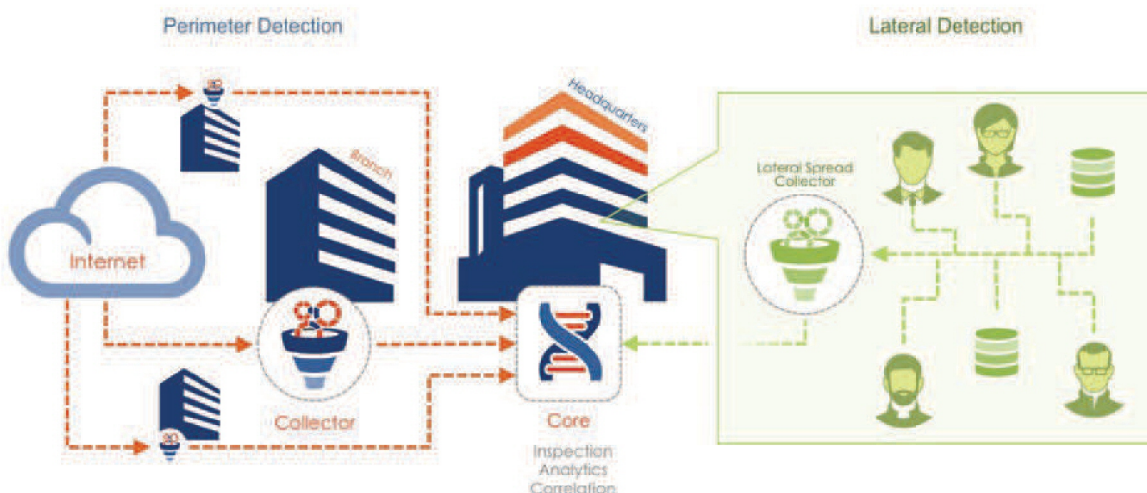 Perimeter Detection
Lateral Detection
Headquarters
Branch
Internet
Lateral Spread
Collector
Collector
Core
Inspection
Analytics
Correlation